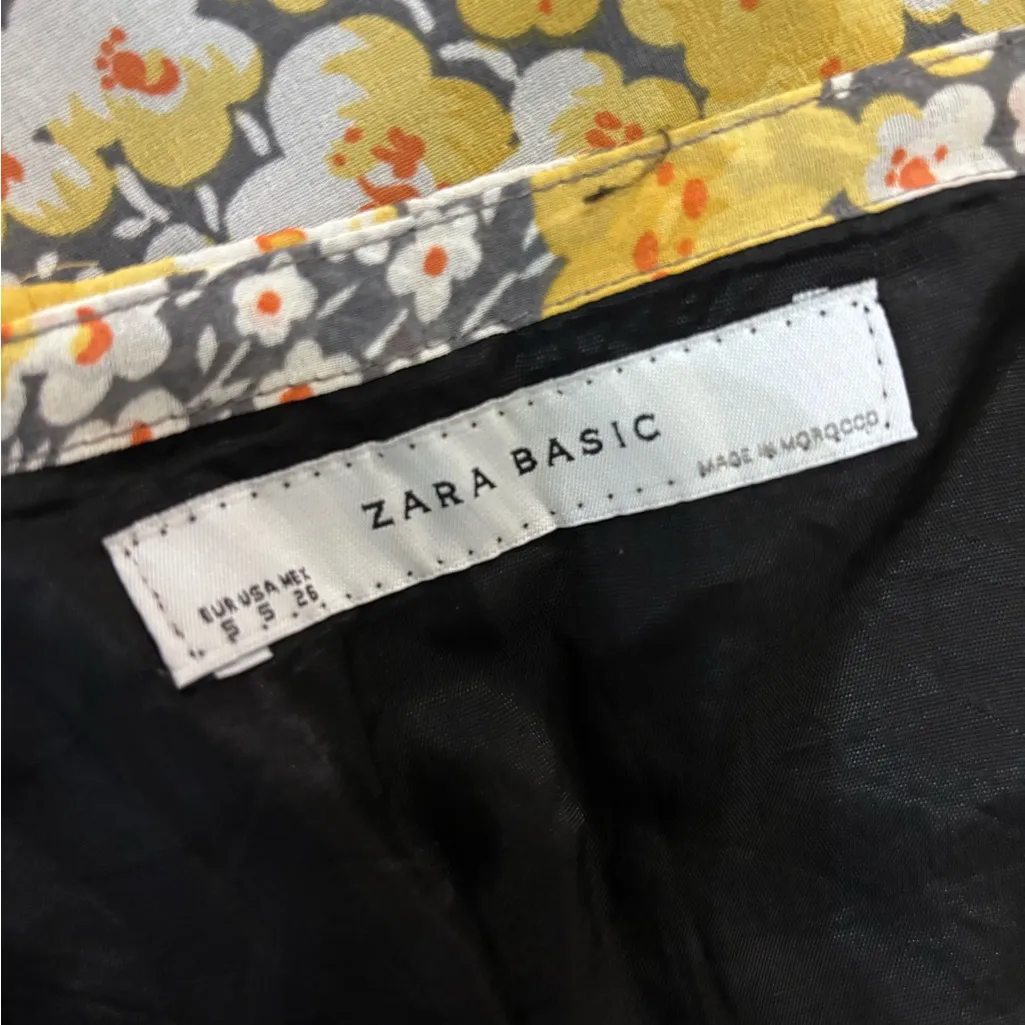 ZARA BASIC
MADE IN MOROCCO
EUR USA MEX
S S 26